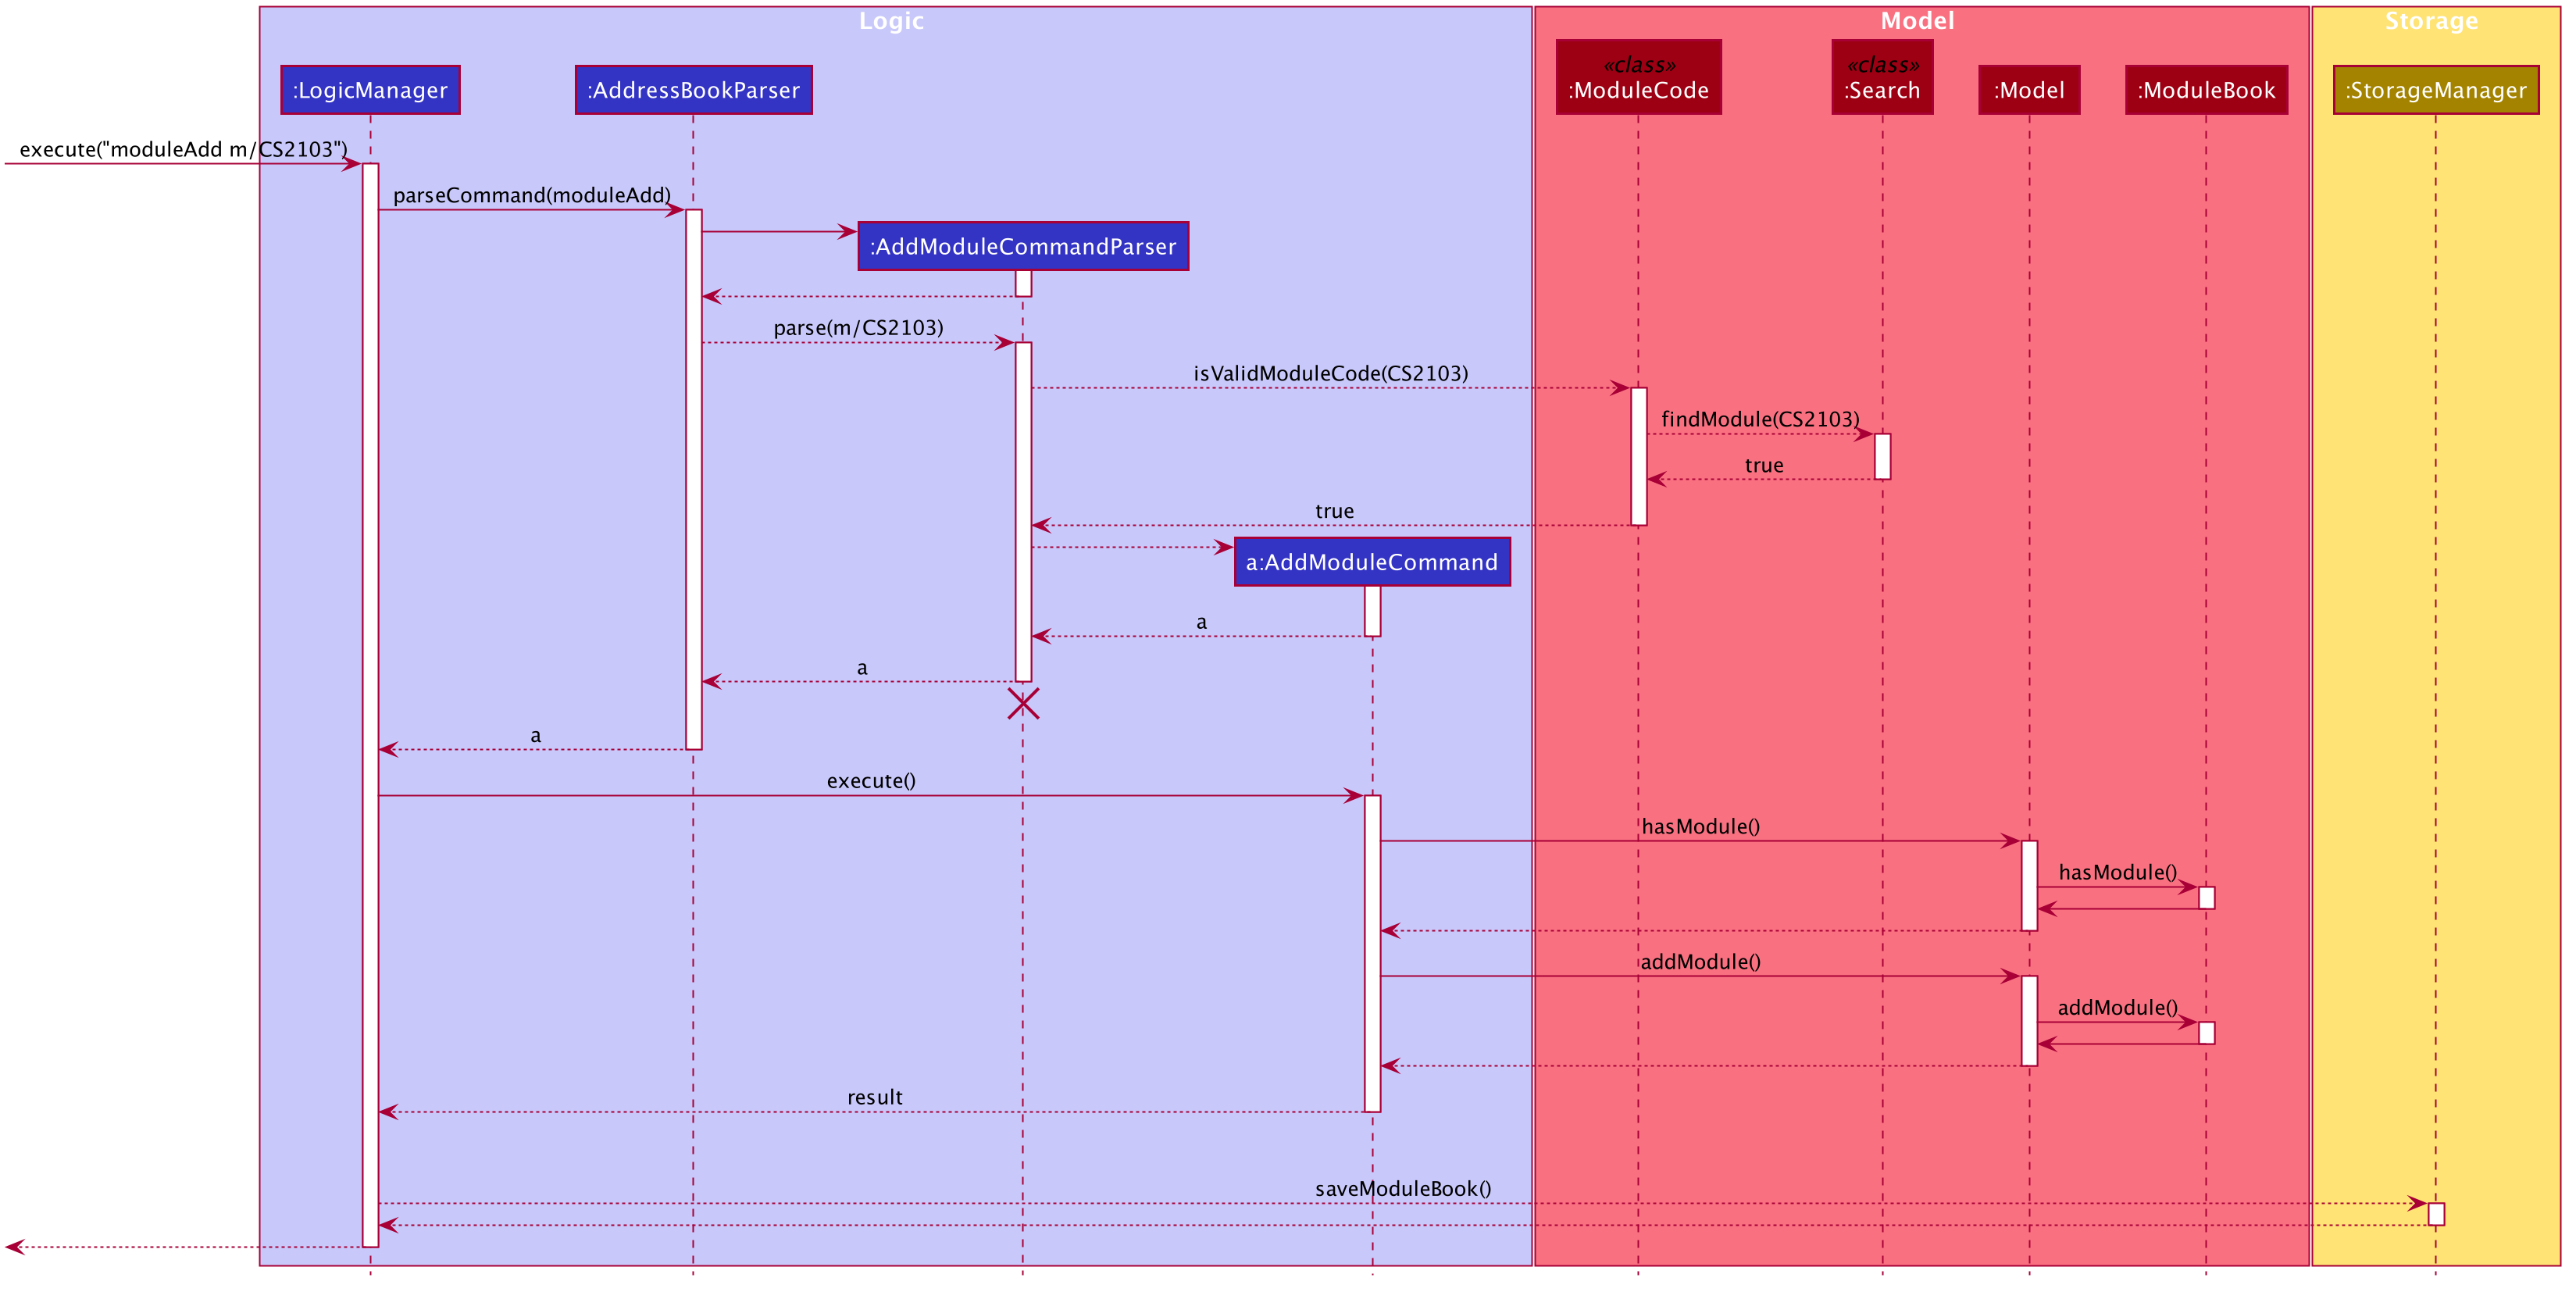 Logic
Model
Storage
:LogicManager
:AddressBookParser
«class»
:ModuleCode
«class»
:Search
:Model
:ModuleBook
:StorageManager
execute("moduleAdd m/CS2103")
parseCommand(moduleAdd)
:AddModuleCommandParser
parse(m/CS2103)
isValidModuleCode(CS2103)
findModule(CS2103)
true
true
a:AddModuleCommand
a
a
a
execute()
hasModule()
hasModule()
addModule()
addModule()
result
saveModuleBook()